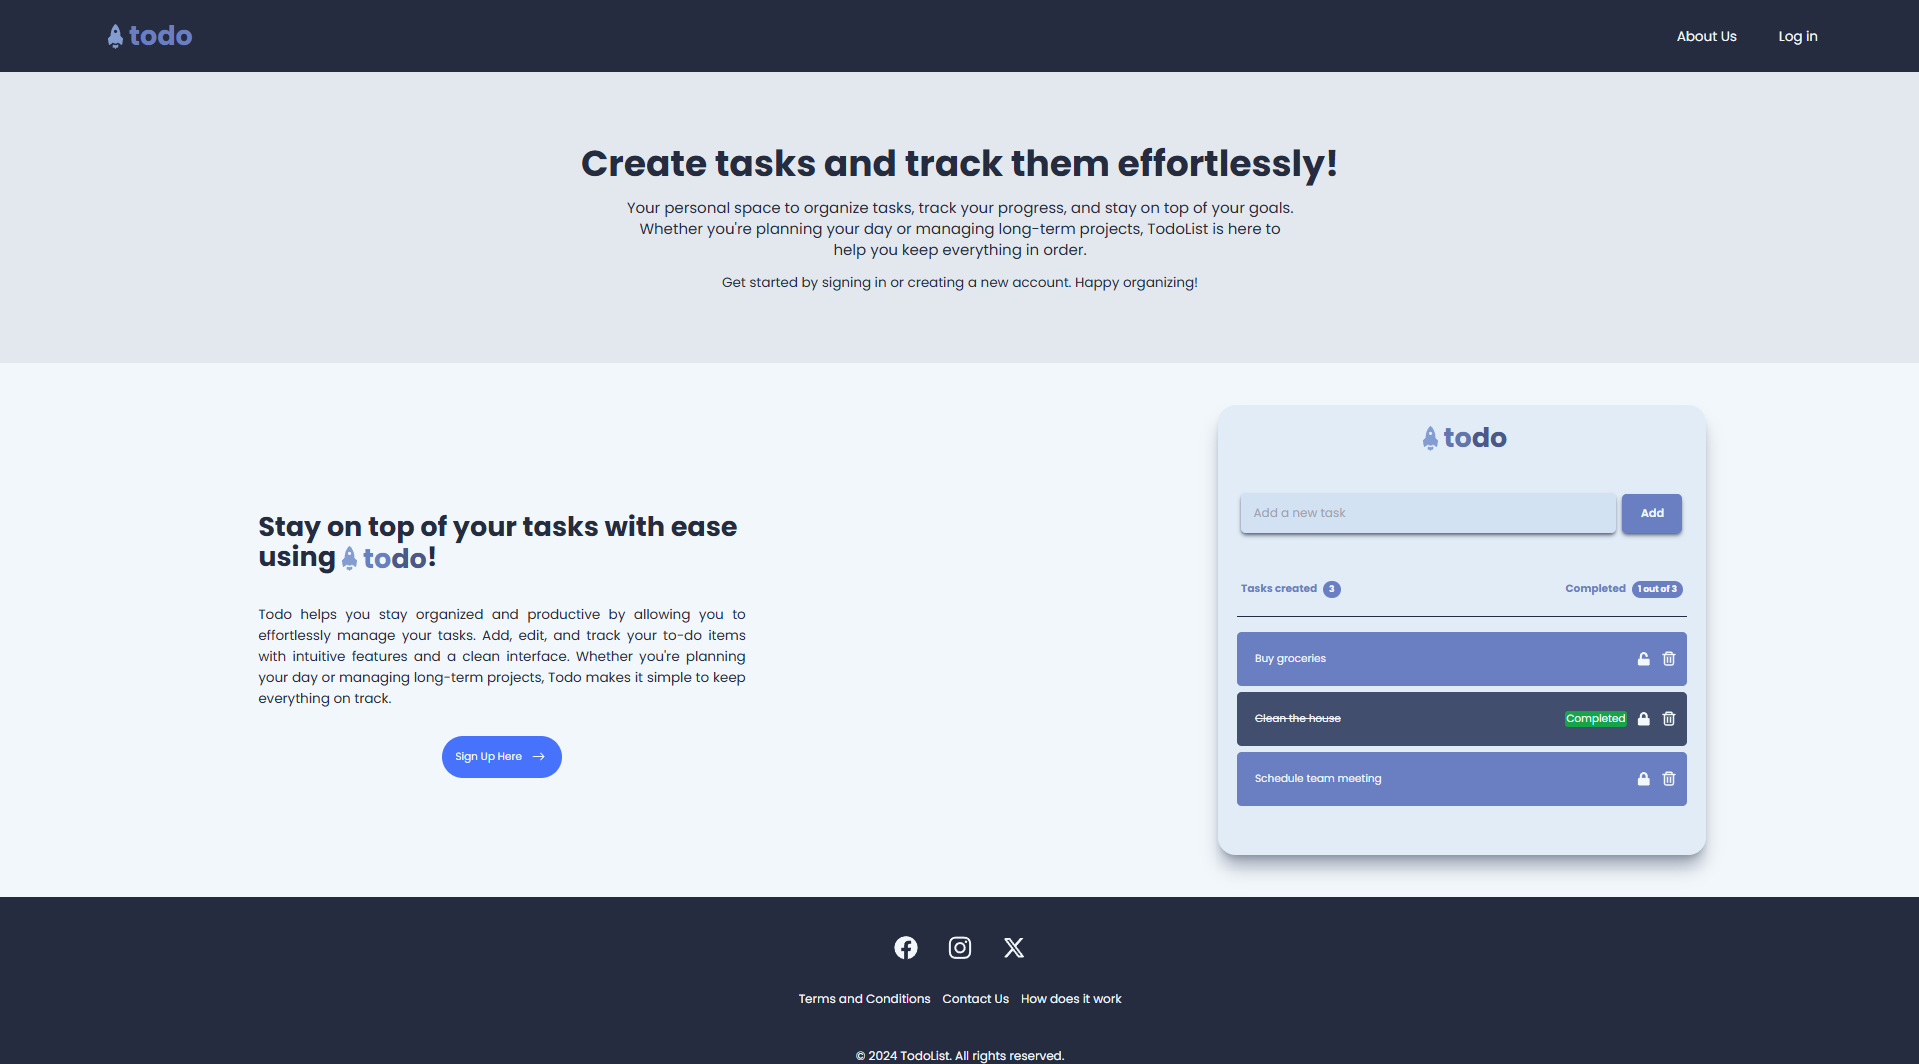 todo
About Us
Log in
Create tasks and track them effortlessly!
Your personal space to organize tasks, track your progress, and stay on top of your goals.
Whether you're planning your day or managing long-term projects, TodoList is here to
help you keep everything in order.
Get started by signing in or creating a new account. Happy organizing!
Stay on top of your tasks with ease
using todo!
Todo helps you stay organized and productive by allowing you to
effortlessly manage your tasks. Add, edit, and track your to-do items
with intuitive features and a clean interface. Whether you're planning
your day or managing long-term projects, Todo makes it simple to keep
everything on track.
Sign Up Here
todo
Add a new task
Add
Tasks created 3
Completed 1 out of 3
Buy groceries
Clean the house
Completed
Schedule team meeting
Terms and Conditions
Contact Us
How does it work
© 2024 TodoList. All rights reserved.